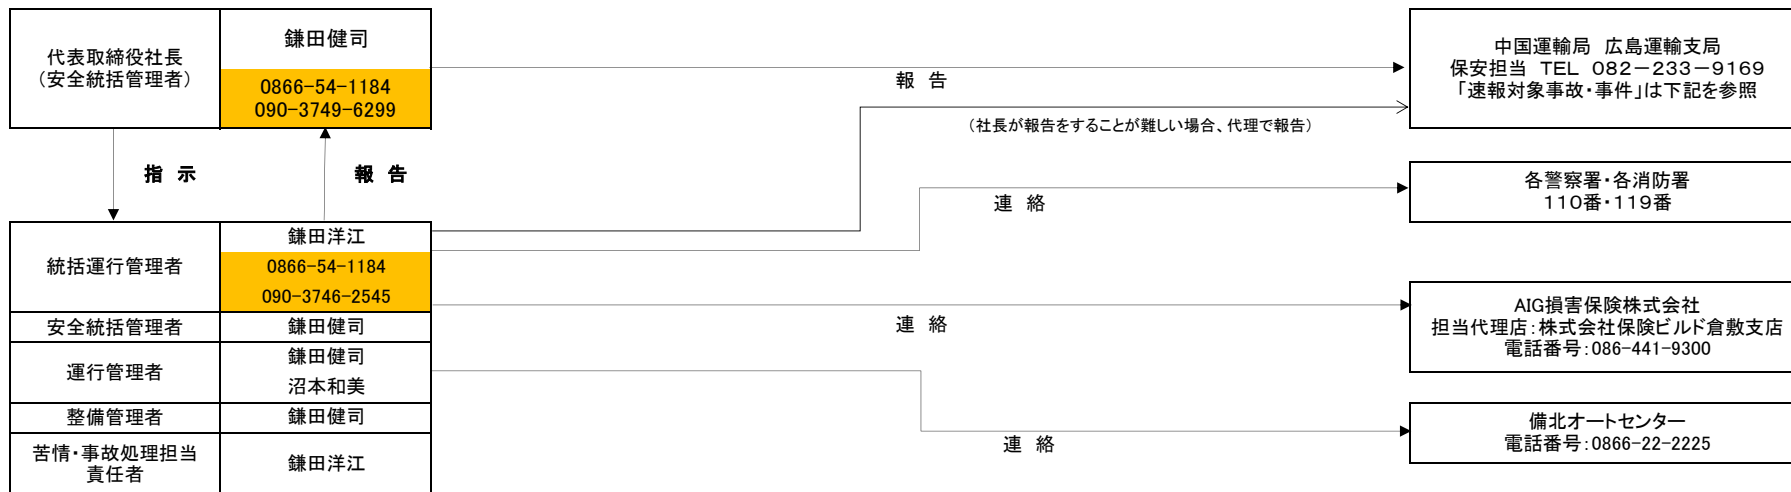 代表取締役社長
（安全統括管理者）
鎌田健司
0866-54-1184
090-3749-6299
報 告
中国運輸局 広島運輸支局
保安担当 TEL 082－233－9169
「速報対象事故・事件」は下記を参照
（社長が報告をすることが難しい場合、代理で報告）
指 示
報 告
連 絡
各警察署・各消防署
110番・119番
統括運行管理者
鎌田洋江
0866-54-1184
090-3746-2545
安全統括管理者
鎌田健司
連 絡
AIG損害保険株式会社
担当代理店：株式会社保険ビルド倉敷支店
電話番号：086-441-9300
運行管理者
鎌田健司
沼本和美
整備管理者
鎌田健司
連 絡
備北オートセンター
電話番号：0866-22-2225
苦情・事故処理担当
責任者
鎌田洋江